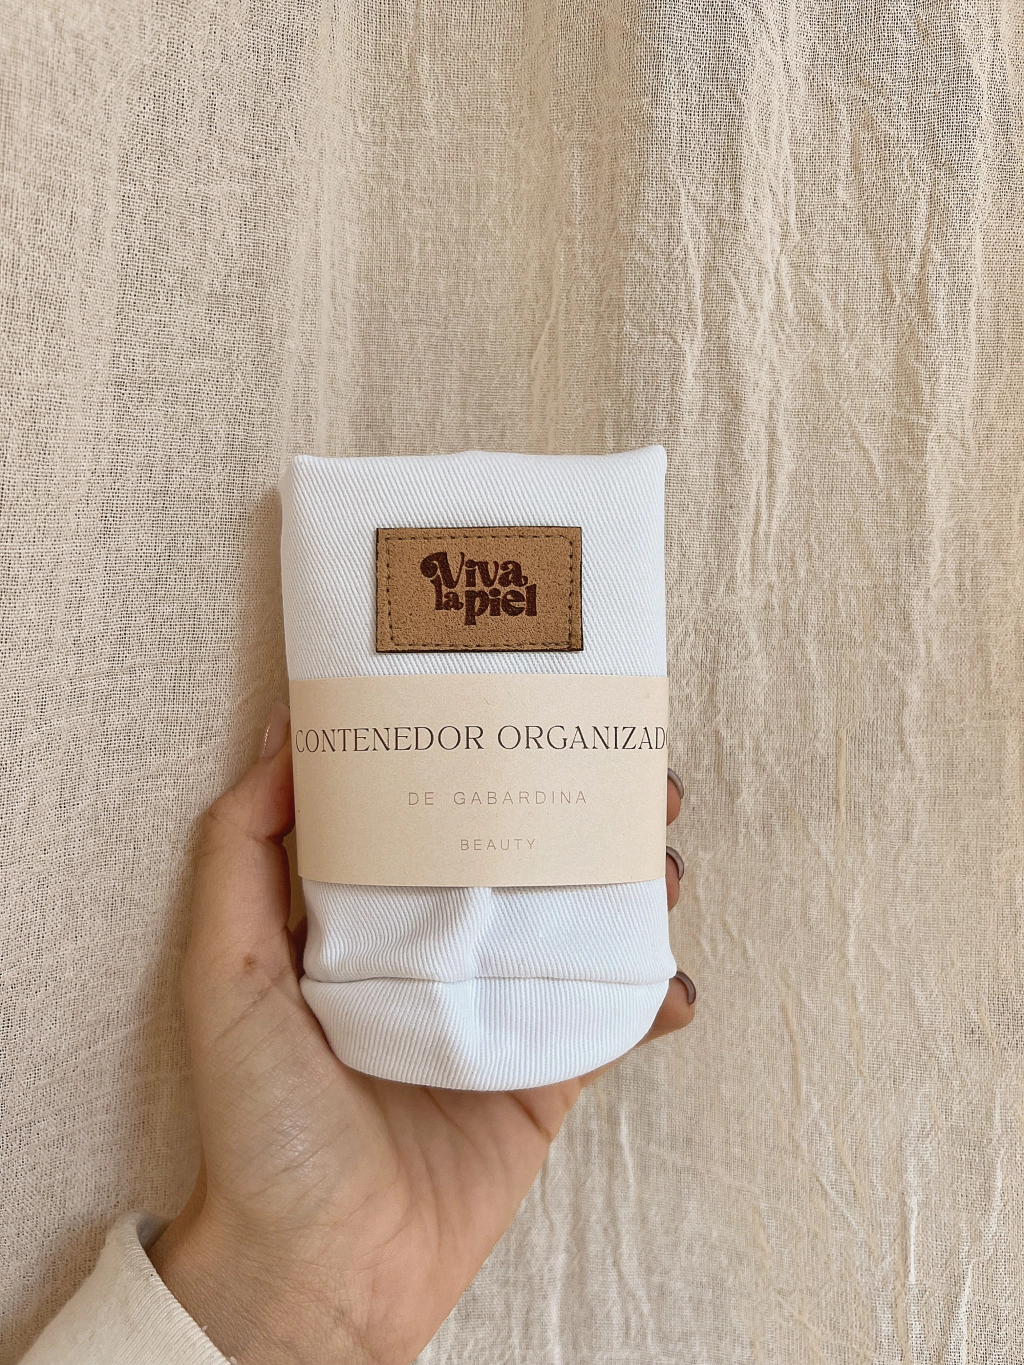 Viva
la piel
CONTENEDOR ORGANIZAD
DE GABARDINA
BEAUTY